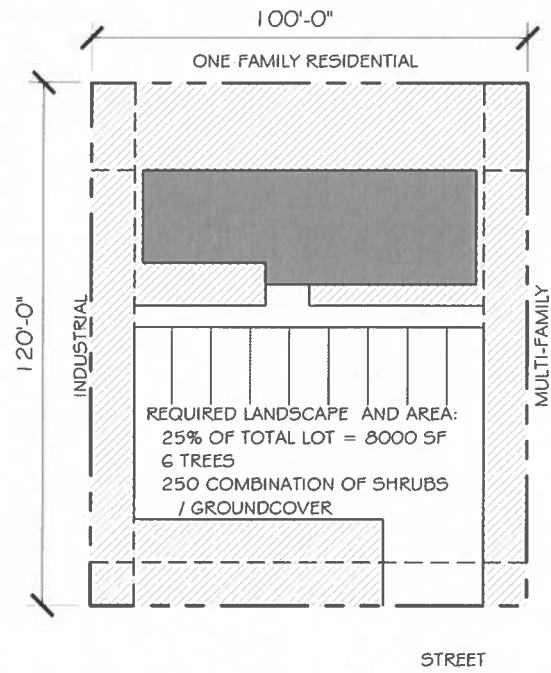 100'-0"
ONE FAMILY RESIDENTIAL
120'-0"
INDUSTRIAL
MULTI-FAMILY
REQUIRED LANDSCAPE AND AREA:
25% OF TOTAL LOT = 8000 SF
6 TREES
250 COMBINATION OF SHRUBS
/ GROUNDCOVER
STREET